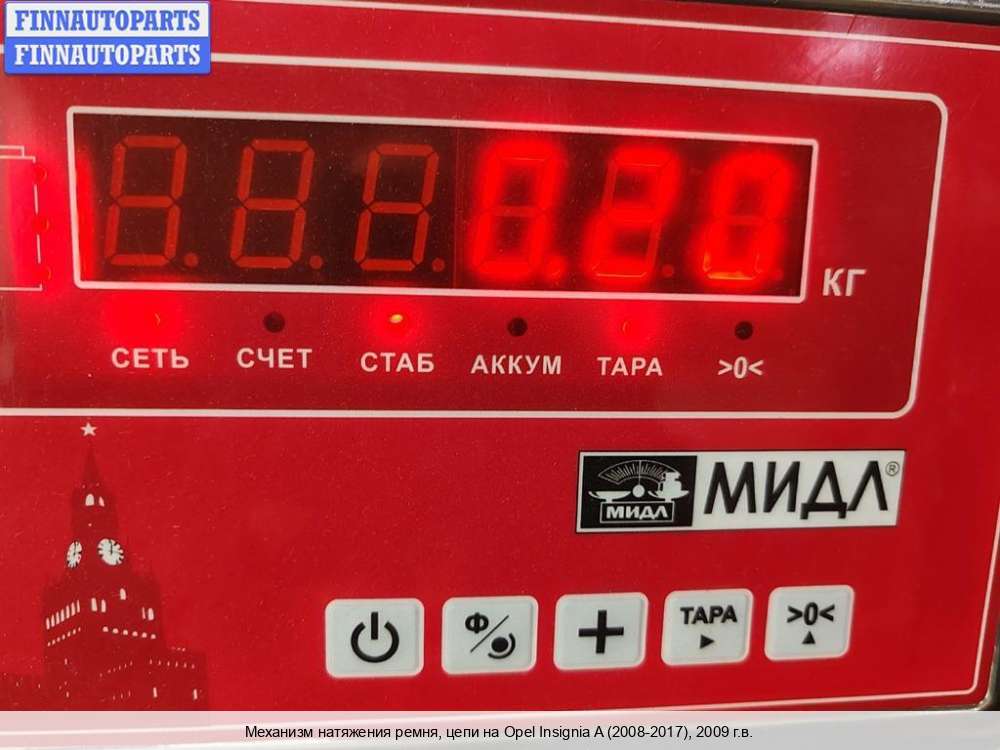 FINNAUTOPARTS
FINNAUTOPARTS
0.20
КГ
СЕТЬ СЧЕТ СТАБ АККУМ ТАРА >0<
МИДЛ МИДЛ®
Ф ТАРА >0<
Механизм натяжения ремня, цепи на Opel Insignia A (2008-2017), 2009 г.в.